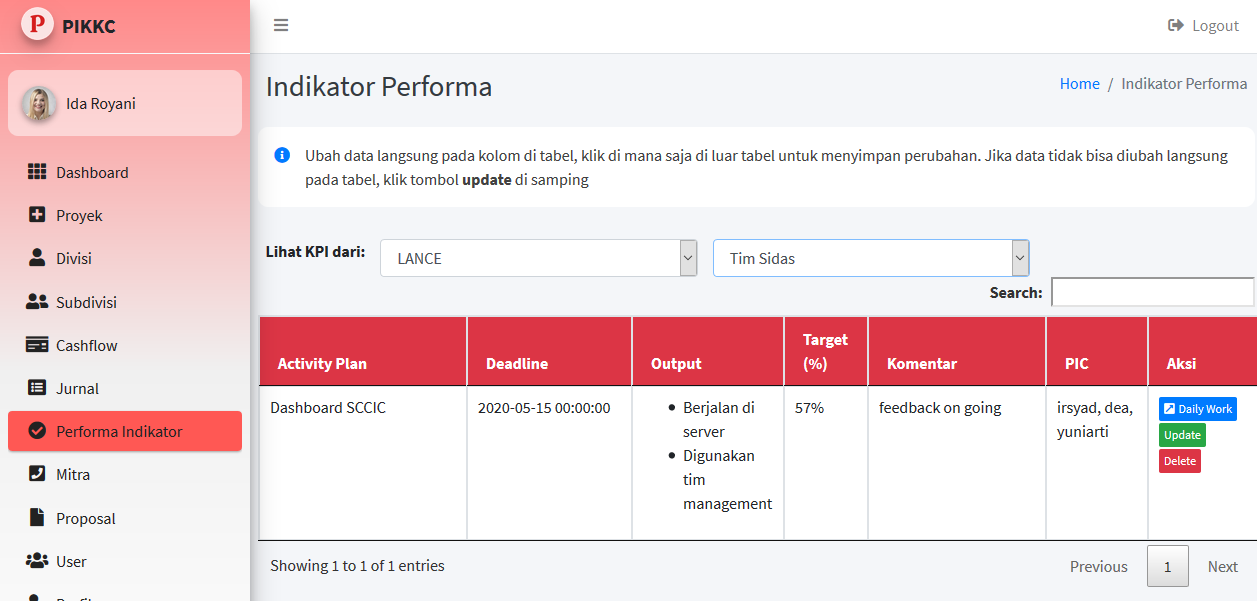 P PIKKC
Logout
Ida Royani
Dashboard
Proyek
Divisi
Subdivisi
Cashflow
Jurnal
Performa Indikator
Mitra
Proposal
User
Indikator Performa
Home / Indikator Performa
Ubah data langsung pada kolom di tabel, klik di mana saja di luar tabel untuk menyimpan perubahan. Jika data tidak bisa diubah langsung
pada tabel, klik tombol update di samping
Lihat KPI dari: LANCE Tim Sidas
Search:
Activity Plan Deadline Output Target (%) Komentar PIC Aksi
Dashboard SCCIC 2020-05-15 00:00:00
Berjalan di
server
Digunakan
tim
management
57%
feedback on going
irsyad, dea,
yuniarti
Daily Work
Update
Delete
Showing 1 to 1 of 1 entries
Previous 1 Next